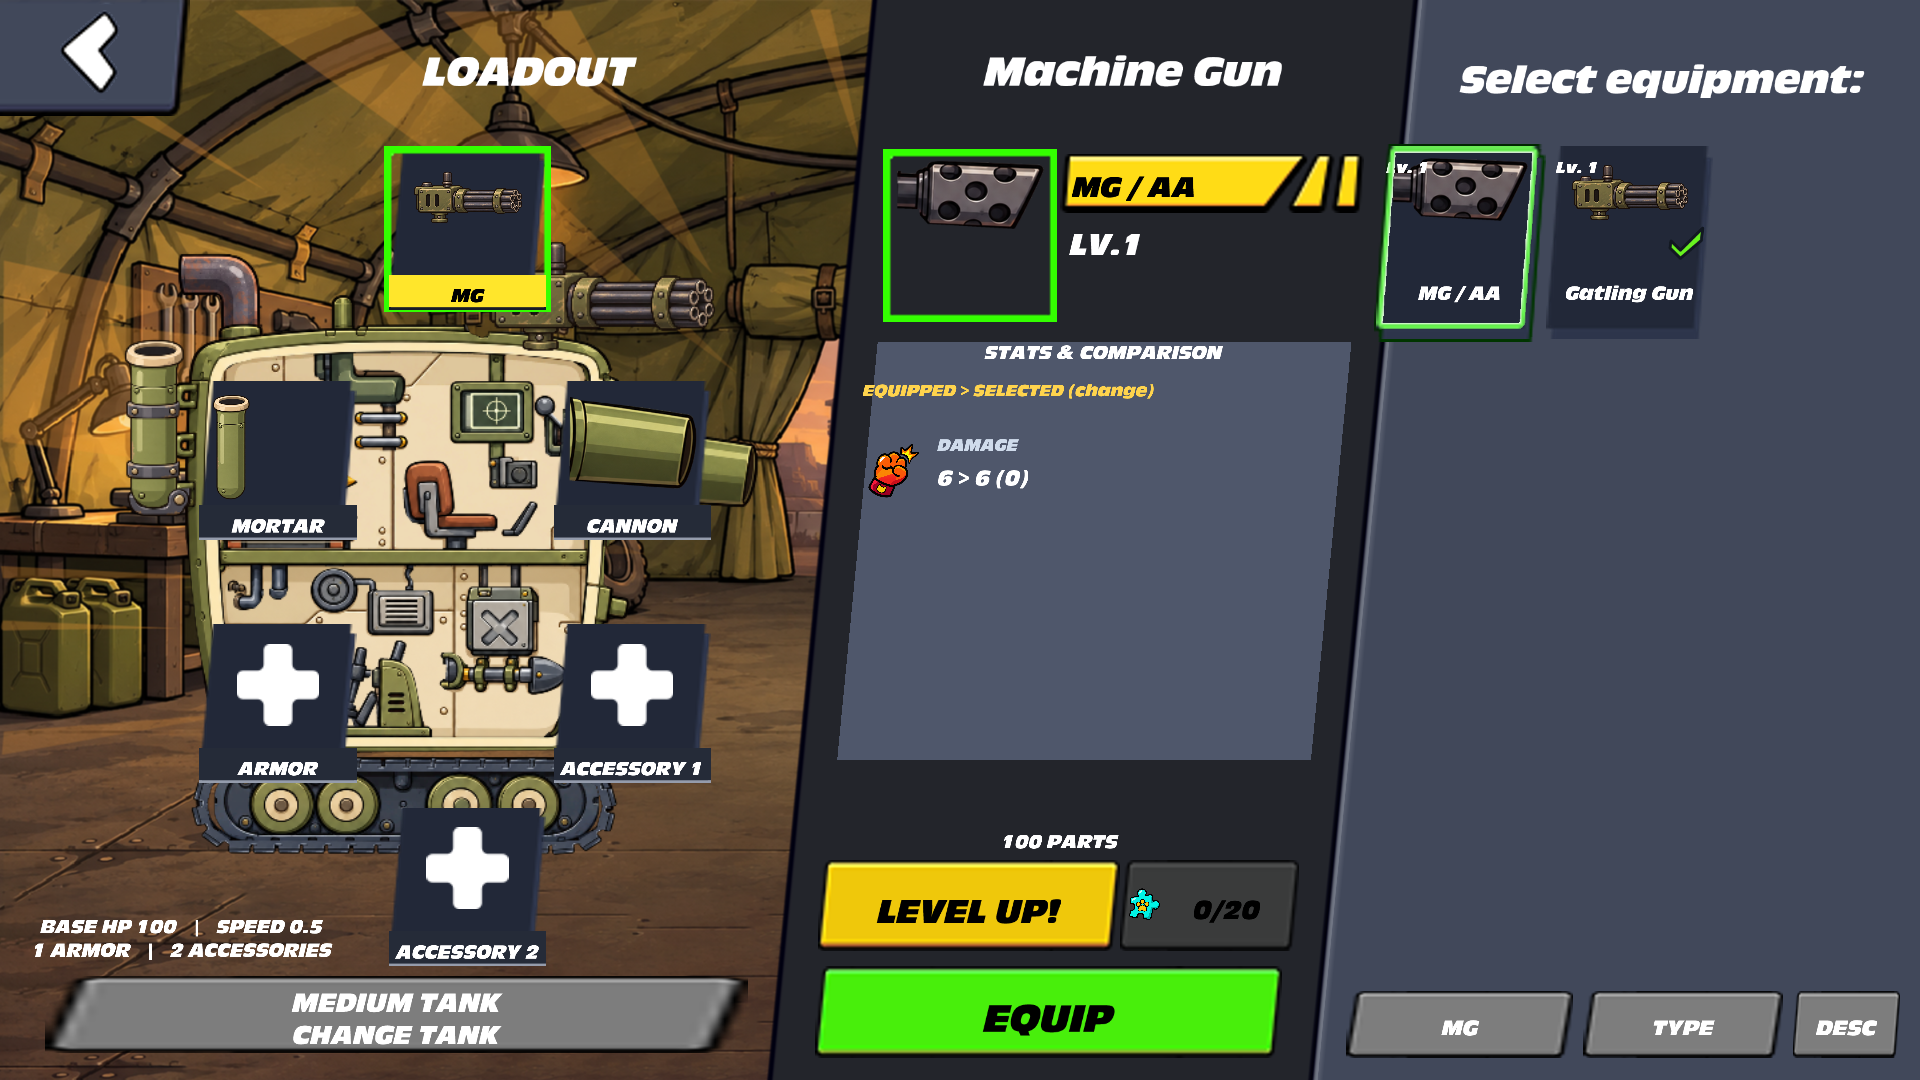 LOADOUT
MG
MORTAR
CANNON
ARMOR
ACCESSORY 1
ACCESSORY 2
BASE HP 100 | SPEED 0.5
1 ARMOR | 2 ACCESSORIES
MEDIUM TANK
CHANGE TANK
Machine Gun
MG / AA
LV.1
STATS & COMPARISON
EQUIPPED > SELECTED (change)
DAMAGE
6 > 6 (0)
100 PARTS
LEVEL UP!
0/20
EQUIP
Select equipment:
Lv. 1
MG / AA
Lv. 1
Gatling Gun
MG
TYPE
DESC